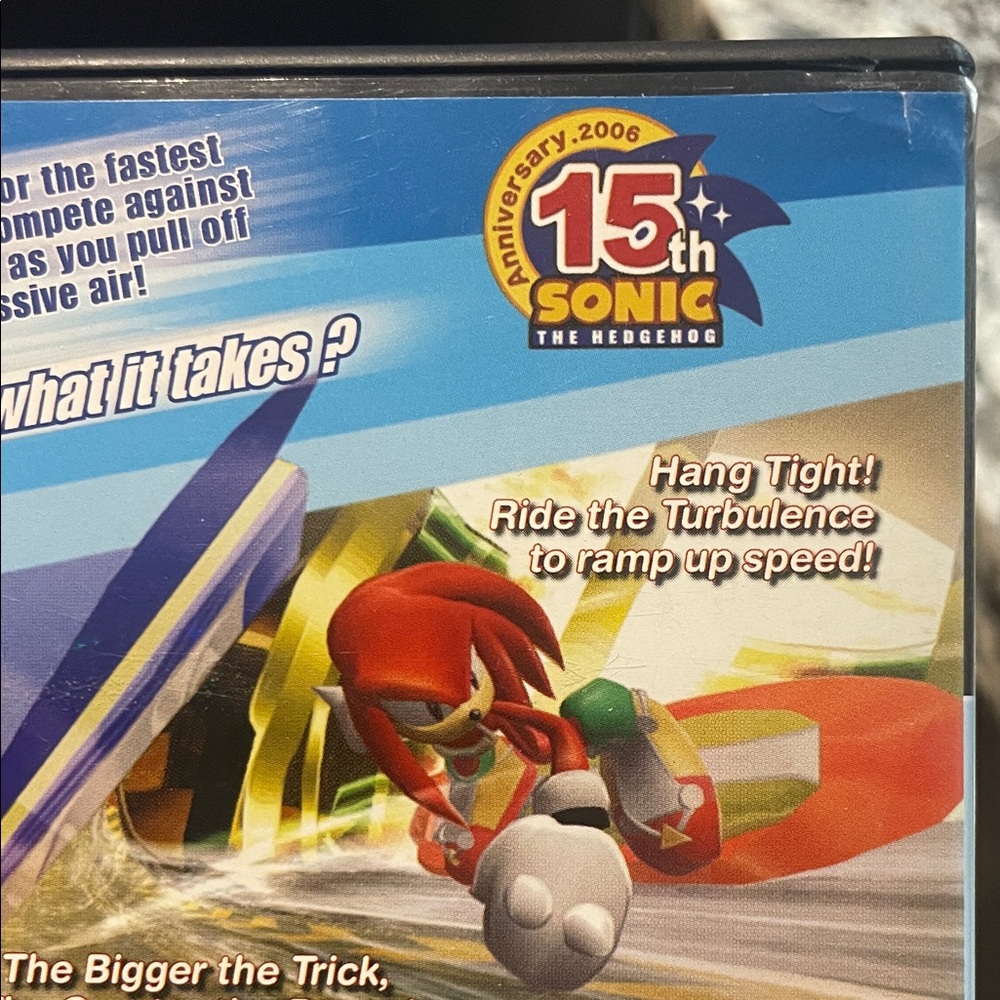 or the fastest
ompete against
as you pull off
ssive air!
what it takes?
Anniversary.2006
15th
SONIC
THE HEDGEHOG
Hang Tight!
Ride the Turbulence
to ramp up speed!
The Bigger the Trick,